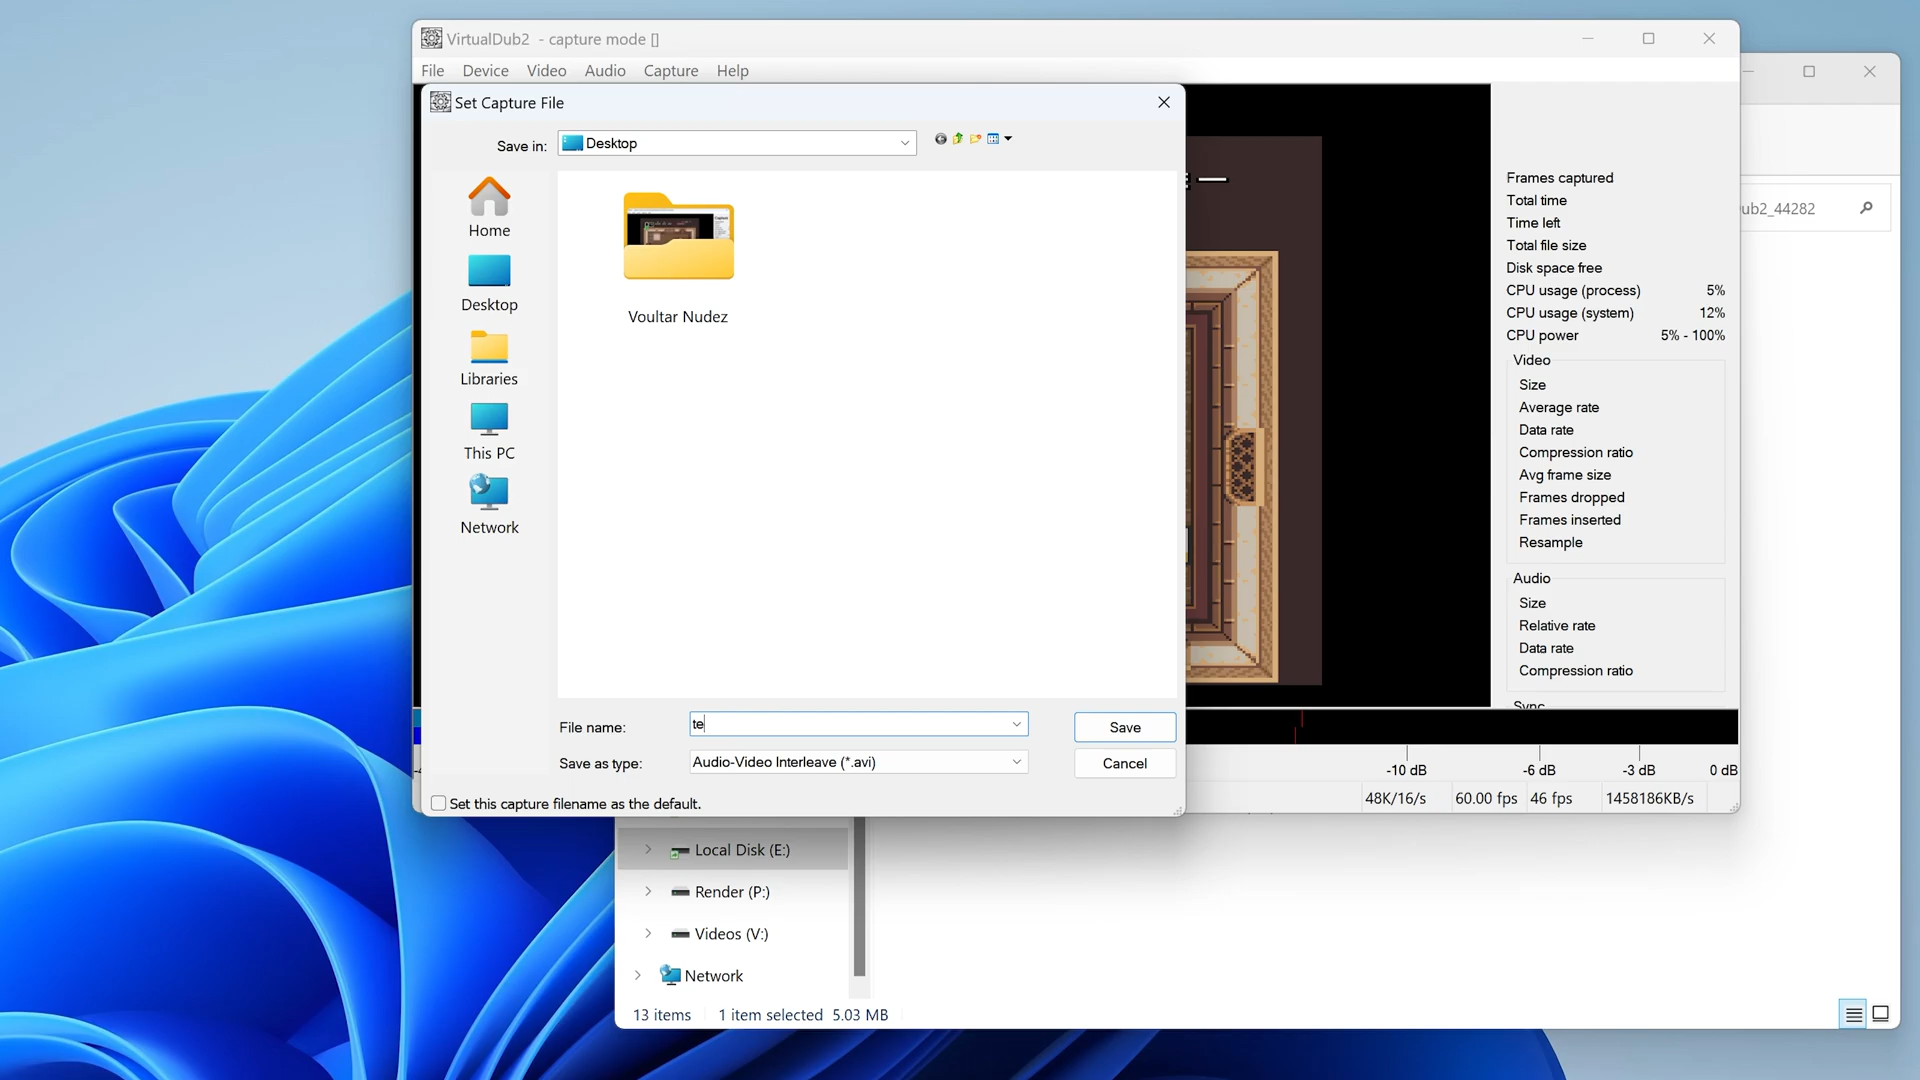 VirtualDub2 - capture mode []
File Device Video Audio Capture Help
Set Capture File
Save in: Desktop
Home
Desktop
Libraries
This PC
Network
Voultar Nudez
File name: te
Save
Save as type: Audio-Video Interleave (*.avi)
Cancel
Set this capture filename as the default.
Frames captured
Total time
Time left
Total file size
Disk space free
CPU usage (process) 5%
CPU usage (system) 12%
CPU power 5% - 100%
Video
Size
Average rate
Data rate
Compression ratio
Avg frame size
Frames dropped
Frames inserted
Resample
Audio
Size
Relative rate
Data rate
Compression ratio
Sync
-10 dB -6 dB -3 dB 0 dB
48K/16/s 60.00 fps 46 fps 1458186KB/s
ub2_44282
Local Disk (E:)
Render (P:)
Videos (V:)
Network
13 items 1 item selected 5.03 MB